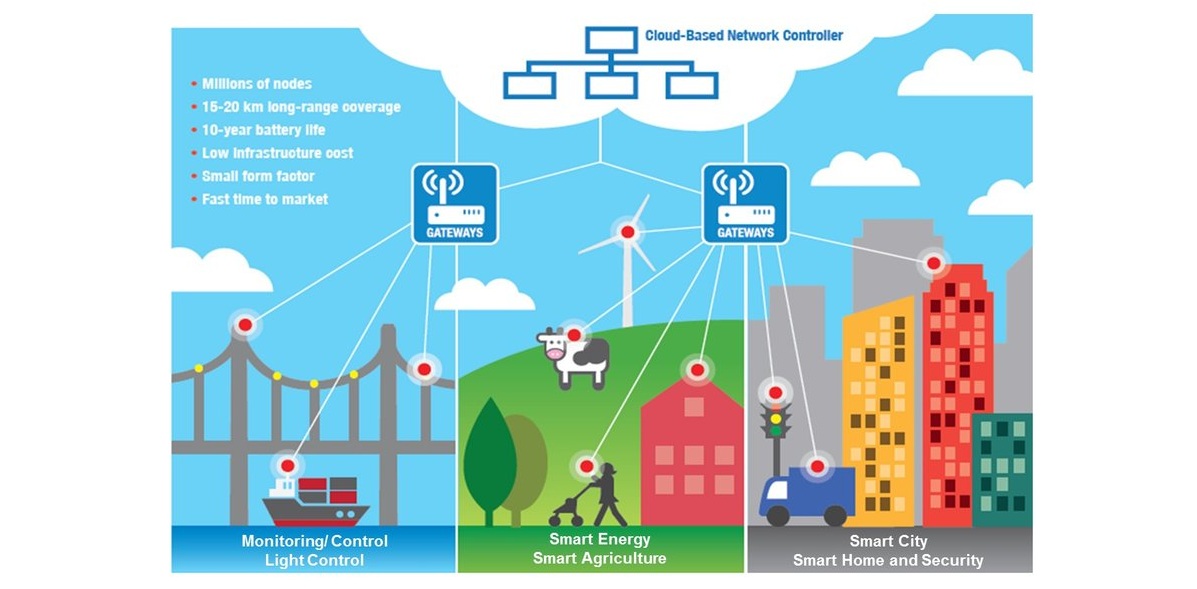 Cloud-Based Network Controller
• Millions of nodes
• 15-20 km long-range coverage
• 10-year battery life
• Low infrastructure cost
• Small form factor
• Fast time to market
GATEWAYS
GATEWAYS
Monitoring/ Control
Light Control
Smart Energy
Smart Agriculture
Smart City
Smart Home and Security